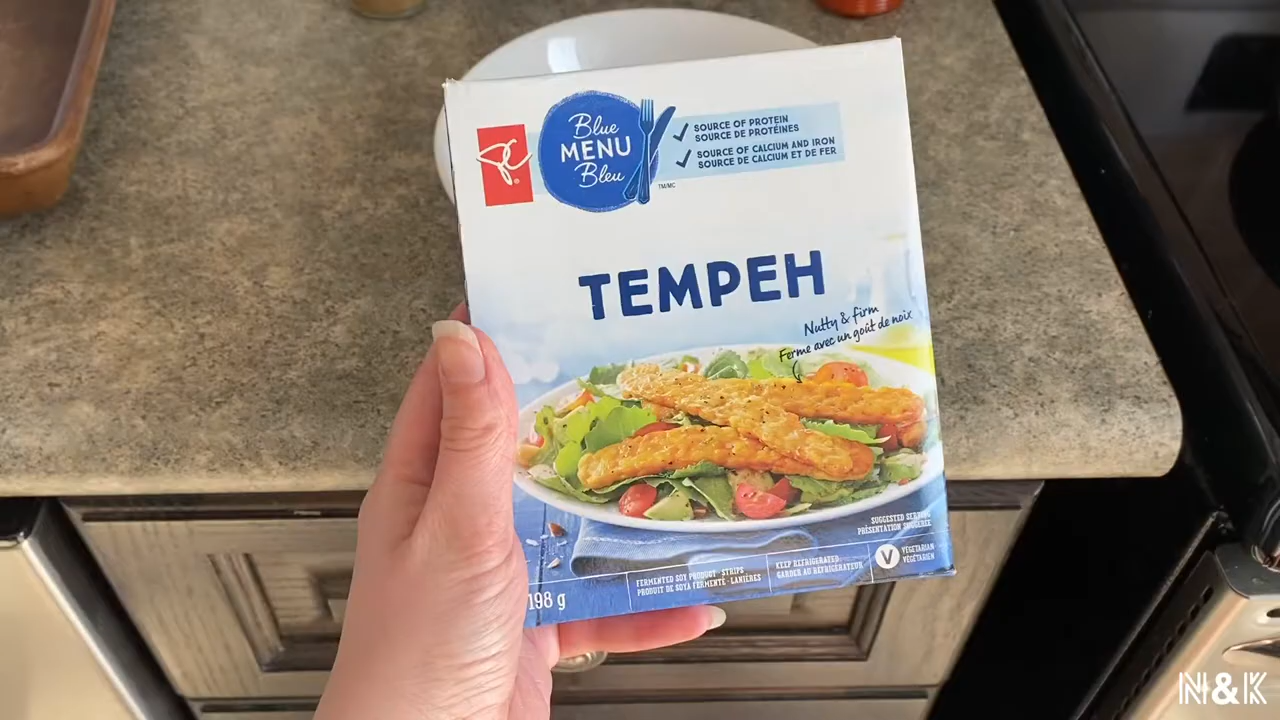 Blue
MENU
Bleu
TM/MC
SOURCE OF PROTEIN
SOURCE DE PROTÉINES
SOURCE OF CALCIUM AND IRON
SOURCE DE CALCIUM ET DE FER
PC
TEMPEH
Nutty & firm
Ferme avec un goût de noix
SUGGESTED SERVING
PRÉSENTATION SUGGÉRÉE
198 g
FERMENTED SOY PRODUCT · STRIPS
PRODUIT DE SOYA FERMENTÉ · LANIÈRES
KEEP REFRIGERATED
GARDER AU RÉFRIGÉRATEUR
V
VEGETARIAN
VÉGÉTARIEN
N&K